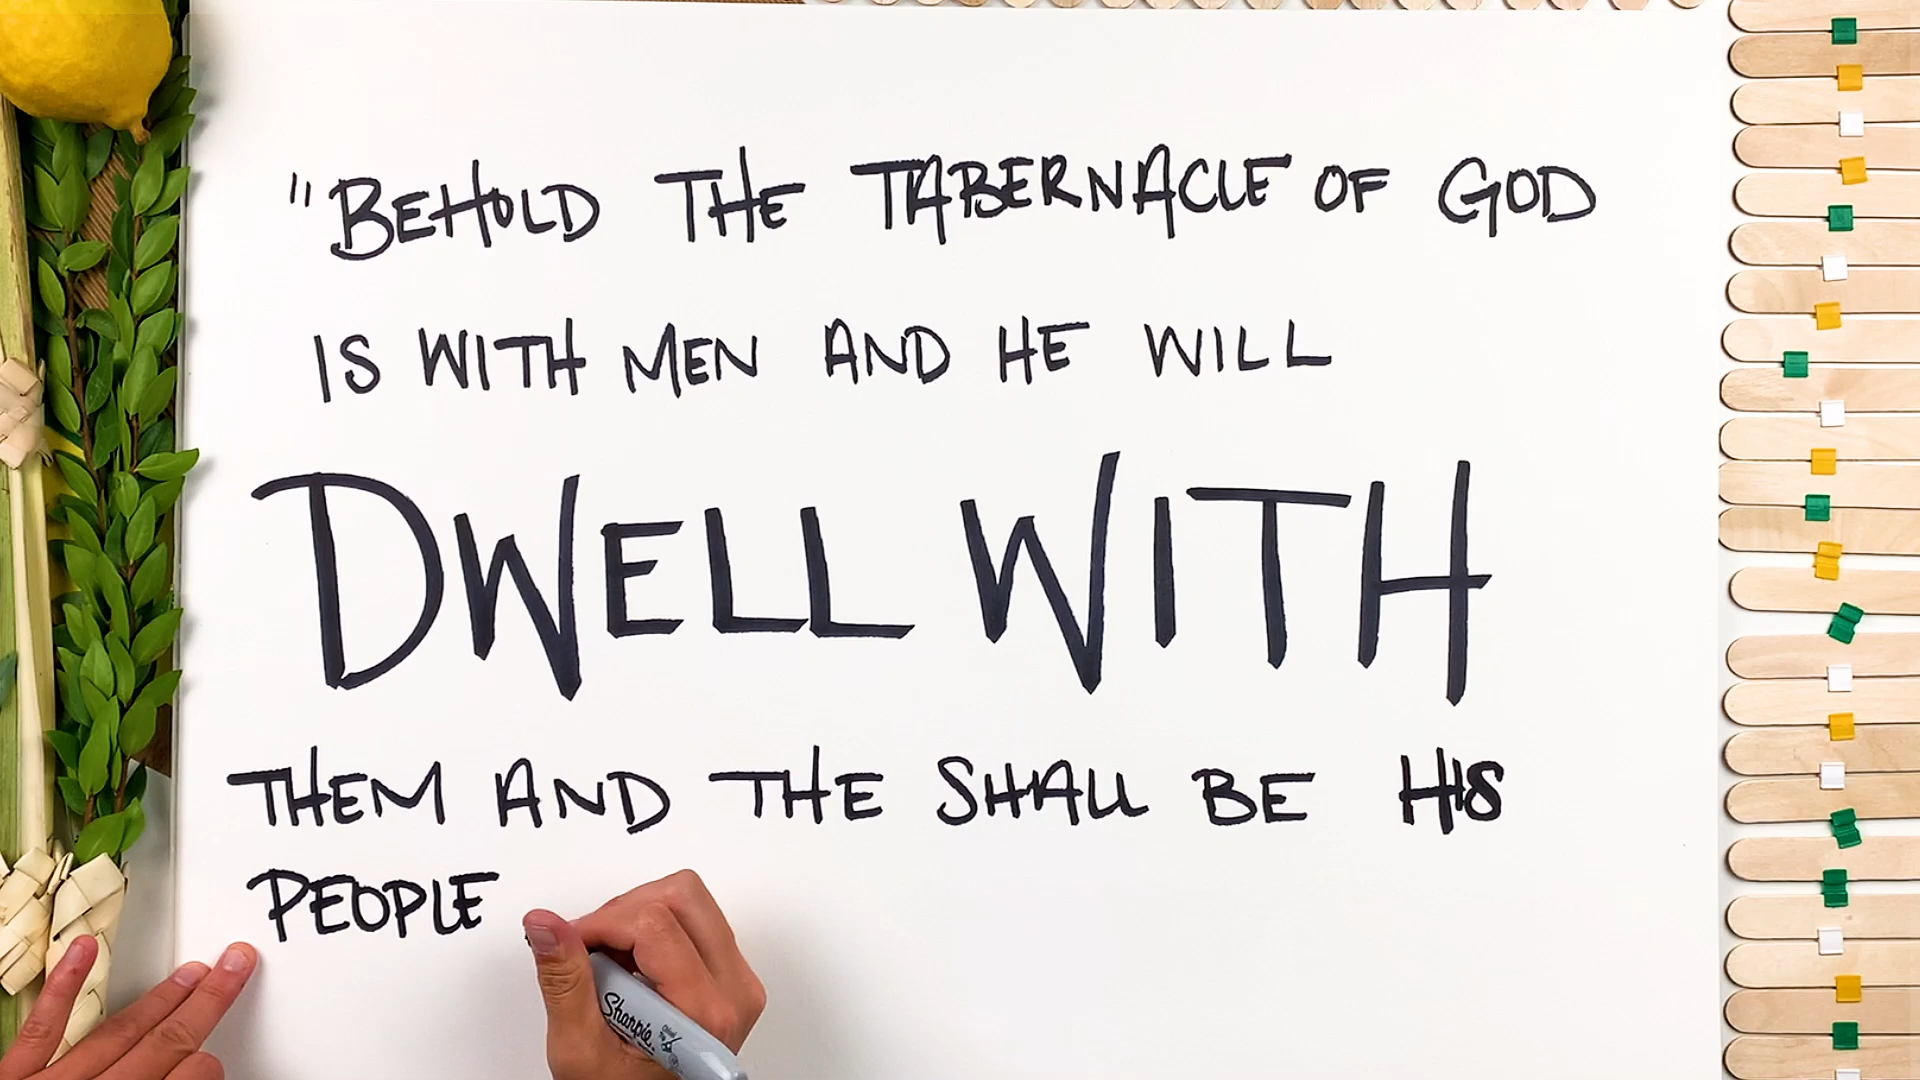 "BEHOLD THE TABERNACLE OF GOD
IS WITH MEN AND HE WILL
DWELL WITH
THEM AND THE SHALL BE HIS
PEOPLE
Sharpie